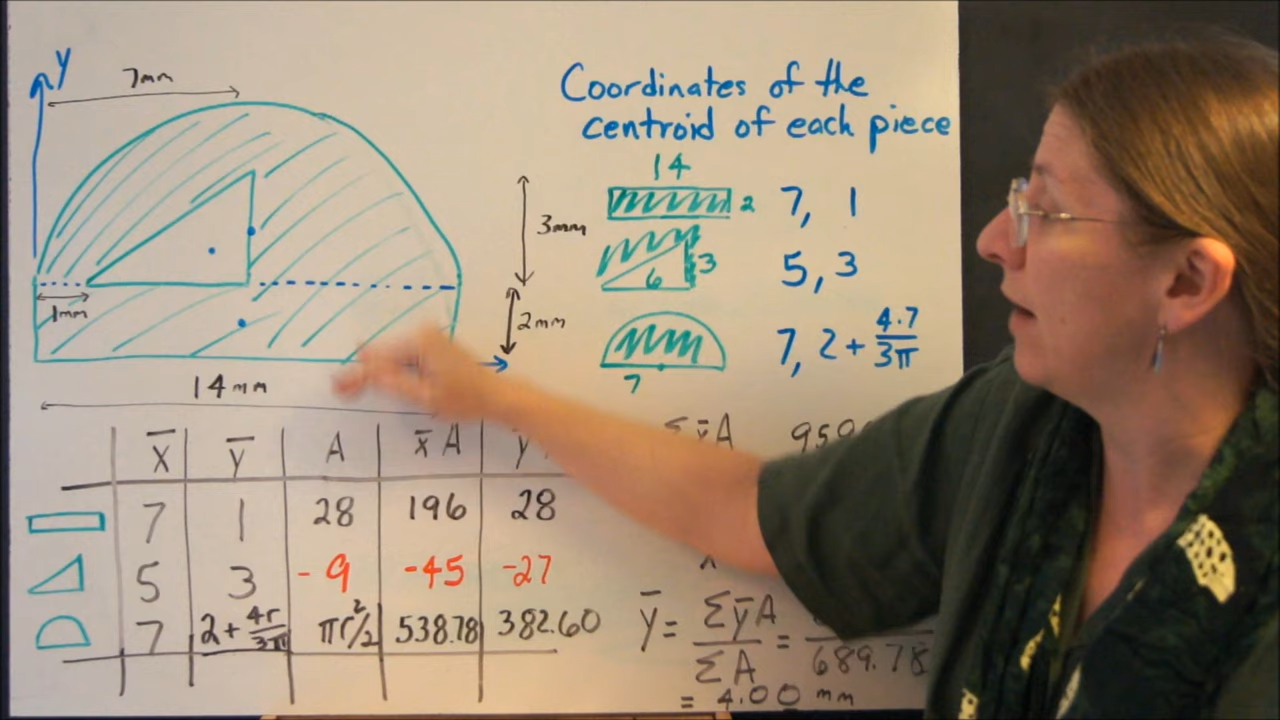 Y
7mm
Coordinates of the
centroid of each piece
14
2 7, 1
3mm
3
6
5, 3
1mm
2mm
7, 2 + 4·7/3π
7
14mm
x̄ ȳ A x̄A ȳ
7 1 28 196 28
5 3 -9 -45 -27
7 2 + 4r/3π πr²/2 538.78 382.60
Σx̄A
ȳ = ΣȳA/ΣA = 689.78
= 4.00 mm